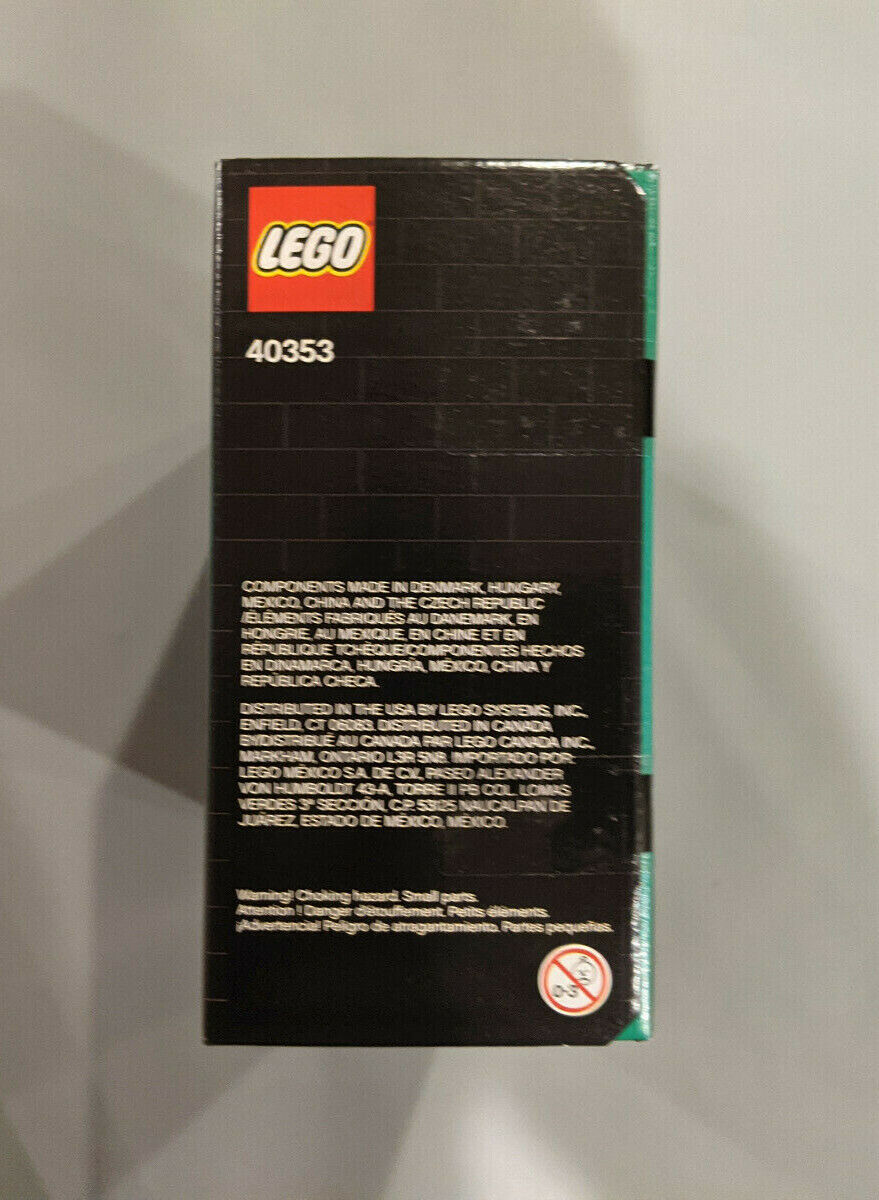 LEGO
40353
COMPONENTS MADE IN DENMARK, HUNGARY,
MEXICO, CHINA AND THE CZECH REPUBLIC
/ÉLÉMENTS FABRIQUÉS AU DANEMARK, EN
HONGRIE, AU MEXIQUE, EN CHINE ET EN
RÉPUBLIQUE TCHÈQUE/COMPONENTES HECHOS
EN DINAMARCA, HUNGRÍA, MÉXICO, CHINA Y
REPÚBLICA CHECA.
DISTRIBUTED IN THE USA BY LEGO SYSTEMS, INC.,
ENFIELD, CT 06083. DISTRIBUTED IN CANADA
BY/DISTRIBUÉ AU CANADA PAR LEGO CANADA INC.,
MARKHAM, ONTARIO L3R 5N8. IMPORTADO POR:
LEGO MÉXICO S.A. DE C.V., PASEO ALEXANDER
VON HUMBOLDT 43-A, TORRE II P6 COL. LOMAS
VERDES 3ª SECCIÓN, C.P. 53125 NAUCALPAN DE
JUÁREZ, ESTADO DE MÉXICO, MÉXICO.
Warning! Choking hazard. Small parts.
Attention ! Danger d'étouffement. Petits éléments.
¡Advertencia! Peligro de atragantamiento. Partes pequeñas.
0-3